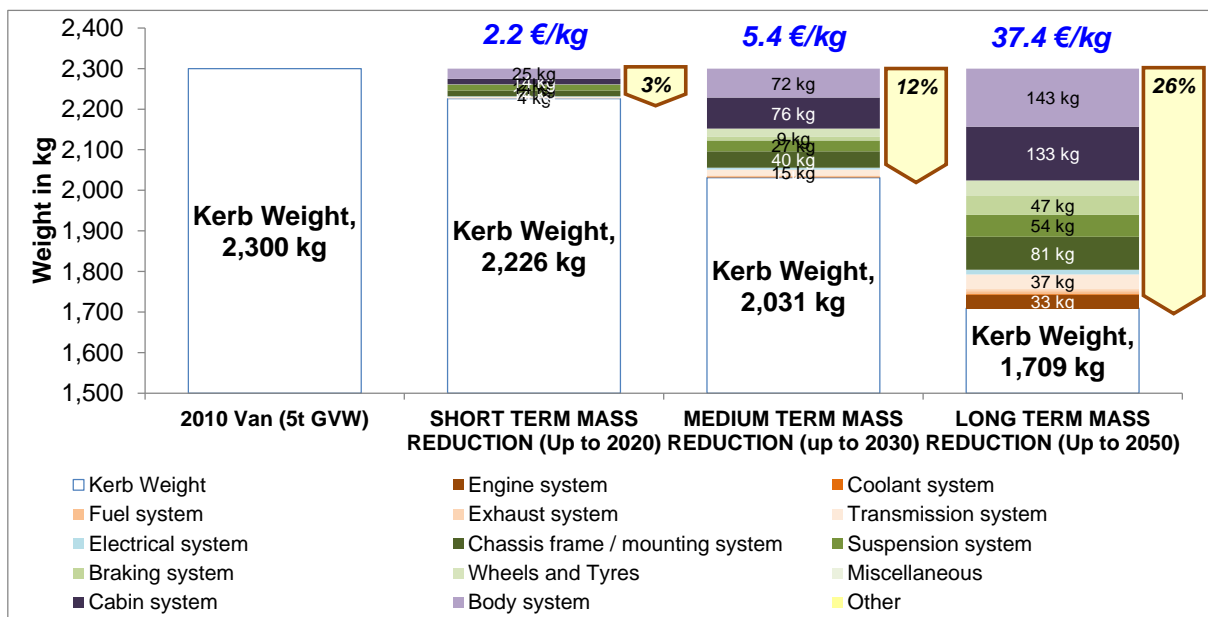 2.2 €/kg 5.4 €/kg 37.4 €/kg
Weight in kg
2,400
2,300
2,200
2,100
2,000
1,900
1,800
1,700
1,600
1,500
Kerb Weight,
2,300 kg
25 kg
4 kg
3%
Kerb Weight,
2,226 kg
72 kg
76 kg
9 kg
27 kg
40 kg
15 kg
12%
Kerb Weight,
2,031 kg
143 kg
133 kg
47 kg
54 kg
81 kg
37 kg
33 kg
26%
Kerb Weight,
1,709 kg
2010 Van (5t GVW)
SHORT TERM MASS
REDUCTION (Up to 2020)
MEDIUM TERM MASS
REDUCTION (up to 2030)
LONG TERM MASS
REDUCTION (Up to 2050)
Kerb Weight Engine system Coolant system
Fuel system Exhaust system Transmission system
Electrical system Chassis frame / mounting system Suspension system
Braking system Wheels and Tyres Miscellaneous
Cabin system Body system Other